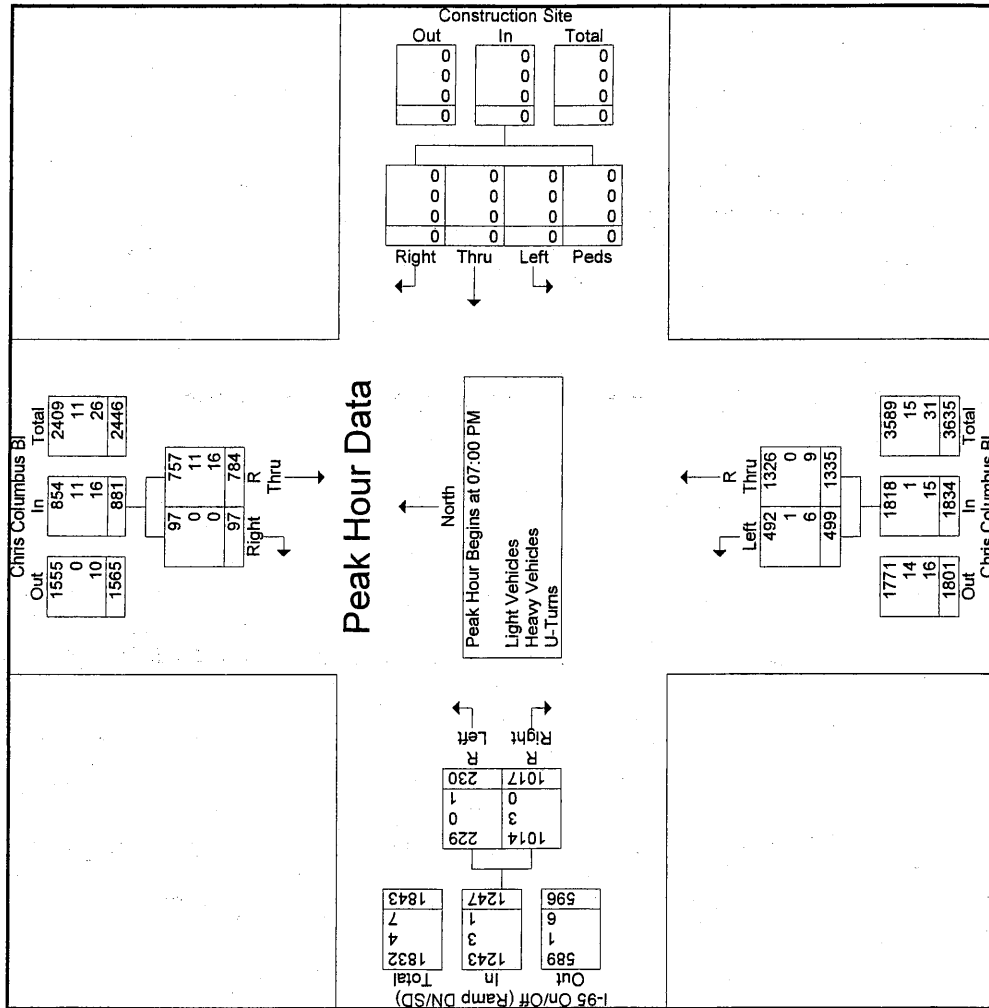 Construction Site
Out In Total
0 0 0
0 0 0
0 0 0
0 0 0
0 0 0 0
0 0 0 0
0 0 0 0
0 0 0 0
Right Thru Left Peds
Chris Columbus Bl
Out In Total
1555 854 2409
0 11 11
10 16 26
1565 881 2446
97 757
0 11
0 16
97 784
Right R Thru
Peak Hour Data
North
Peak Hour Begins at 07:00 PM
Light Vehicles
Heavy Vehicles
U-Turns
Left R Thru
492 1326
1 0
6 9
499 1335
1771 1818 3589
14 1 15
16 15 31
1801 1834 3635
Out In Total
Chris Columbus Bl
I-95 On/Off (Ramp DN/SD)
Out In Total
589 1243 1832
1 3 4
6 1 7
596 1247 1843
1014 229
3 0
0 1
1017 230
R R
Right Left